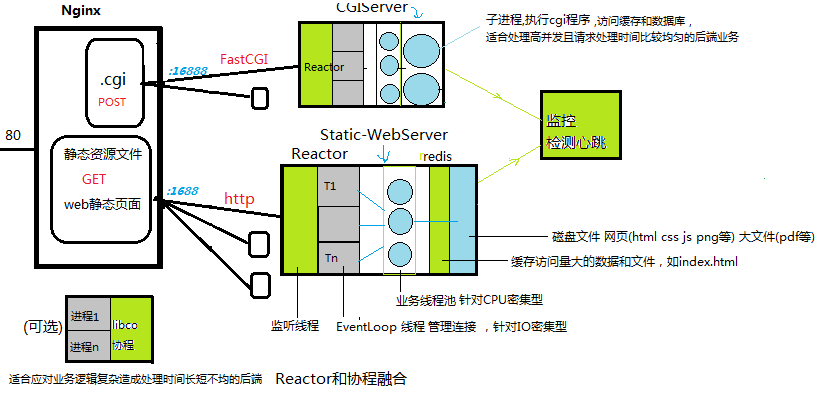 Nginx
CGIServer
子进程,执行cgi程序 ,访问缓存和数据库，
适合处理高并发且请求处理时间比较均匀的后端业务
FastCGI
:16888
Reactor
.cgi
POST
80
监控
检测心跳
Static-WebServer
Reactor
redis
静态资源文件
GET
web静态页面
:1688
http
T1
Tn
磁盘文件 网页(html css js png等) 大文件(pdf等)
缓存访问量大的数据和文件，如index.html
业务线程池 针对CPU密集型
监听线程
EventLoop 线程 管理连接 ，针对IO密集型
(可选)
进程1
进程n
libco
协程
适合应对业务逻辑复杂造成处理时间长短不均的后端
Reactor和协程融合